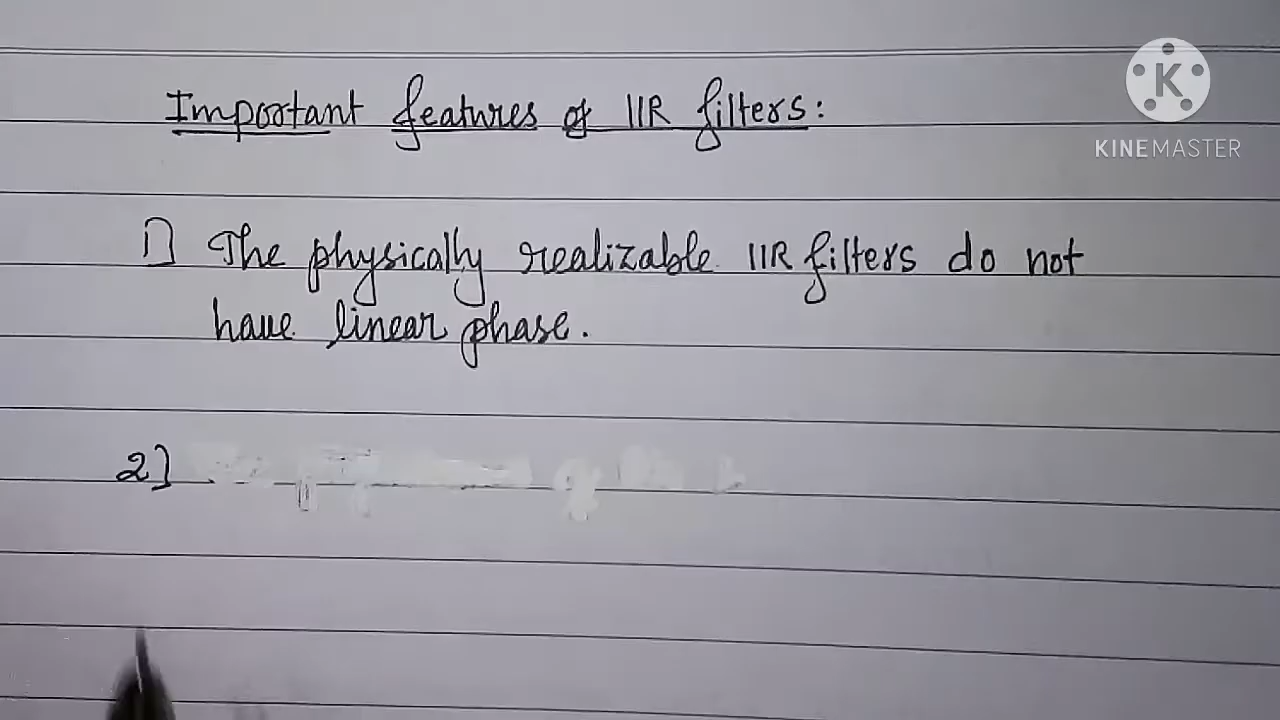 Important features of IIR filters:
K
KINEMASTER
1] The physically realizable IIR filters do not
have linear phase.
2]